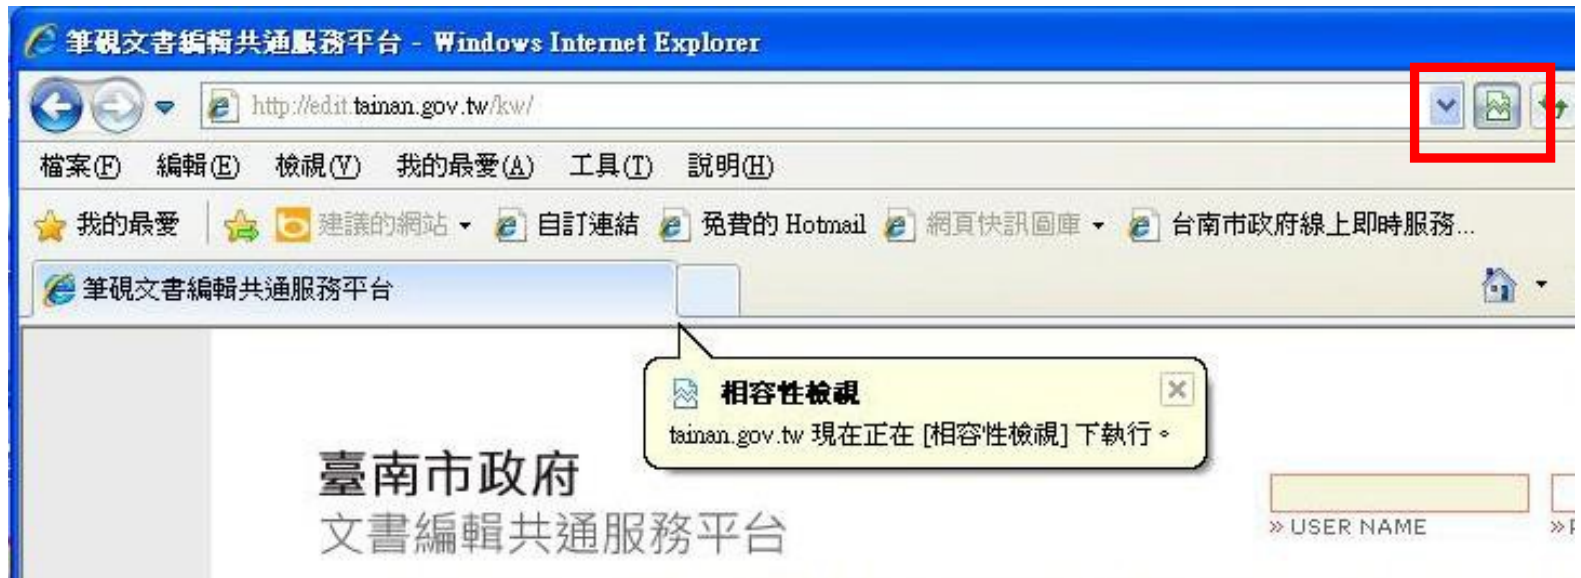 筆硯文書編輯共通服務平台 - Windows Internet Explorer
http://edit.tainan.gov.tw/kw/
檔案(F) 編輯(E) 檢視(V) 我的最愛(A) 工具(T) 說明(H)
我的最愛 建議的網站 自訂連結 免費的 Hotmail 網頁快訊圖庫 台南市政府線上即時服務...
筆硯文書編輯共通服務平台
相容性檢視
tainan.gov.tw 現在正在 [相容性檢視] 下執行。
臺南市政府
文書編輯共通服務平台
» USER NAME